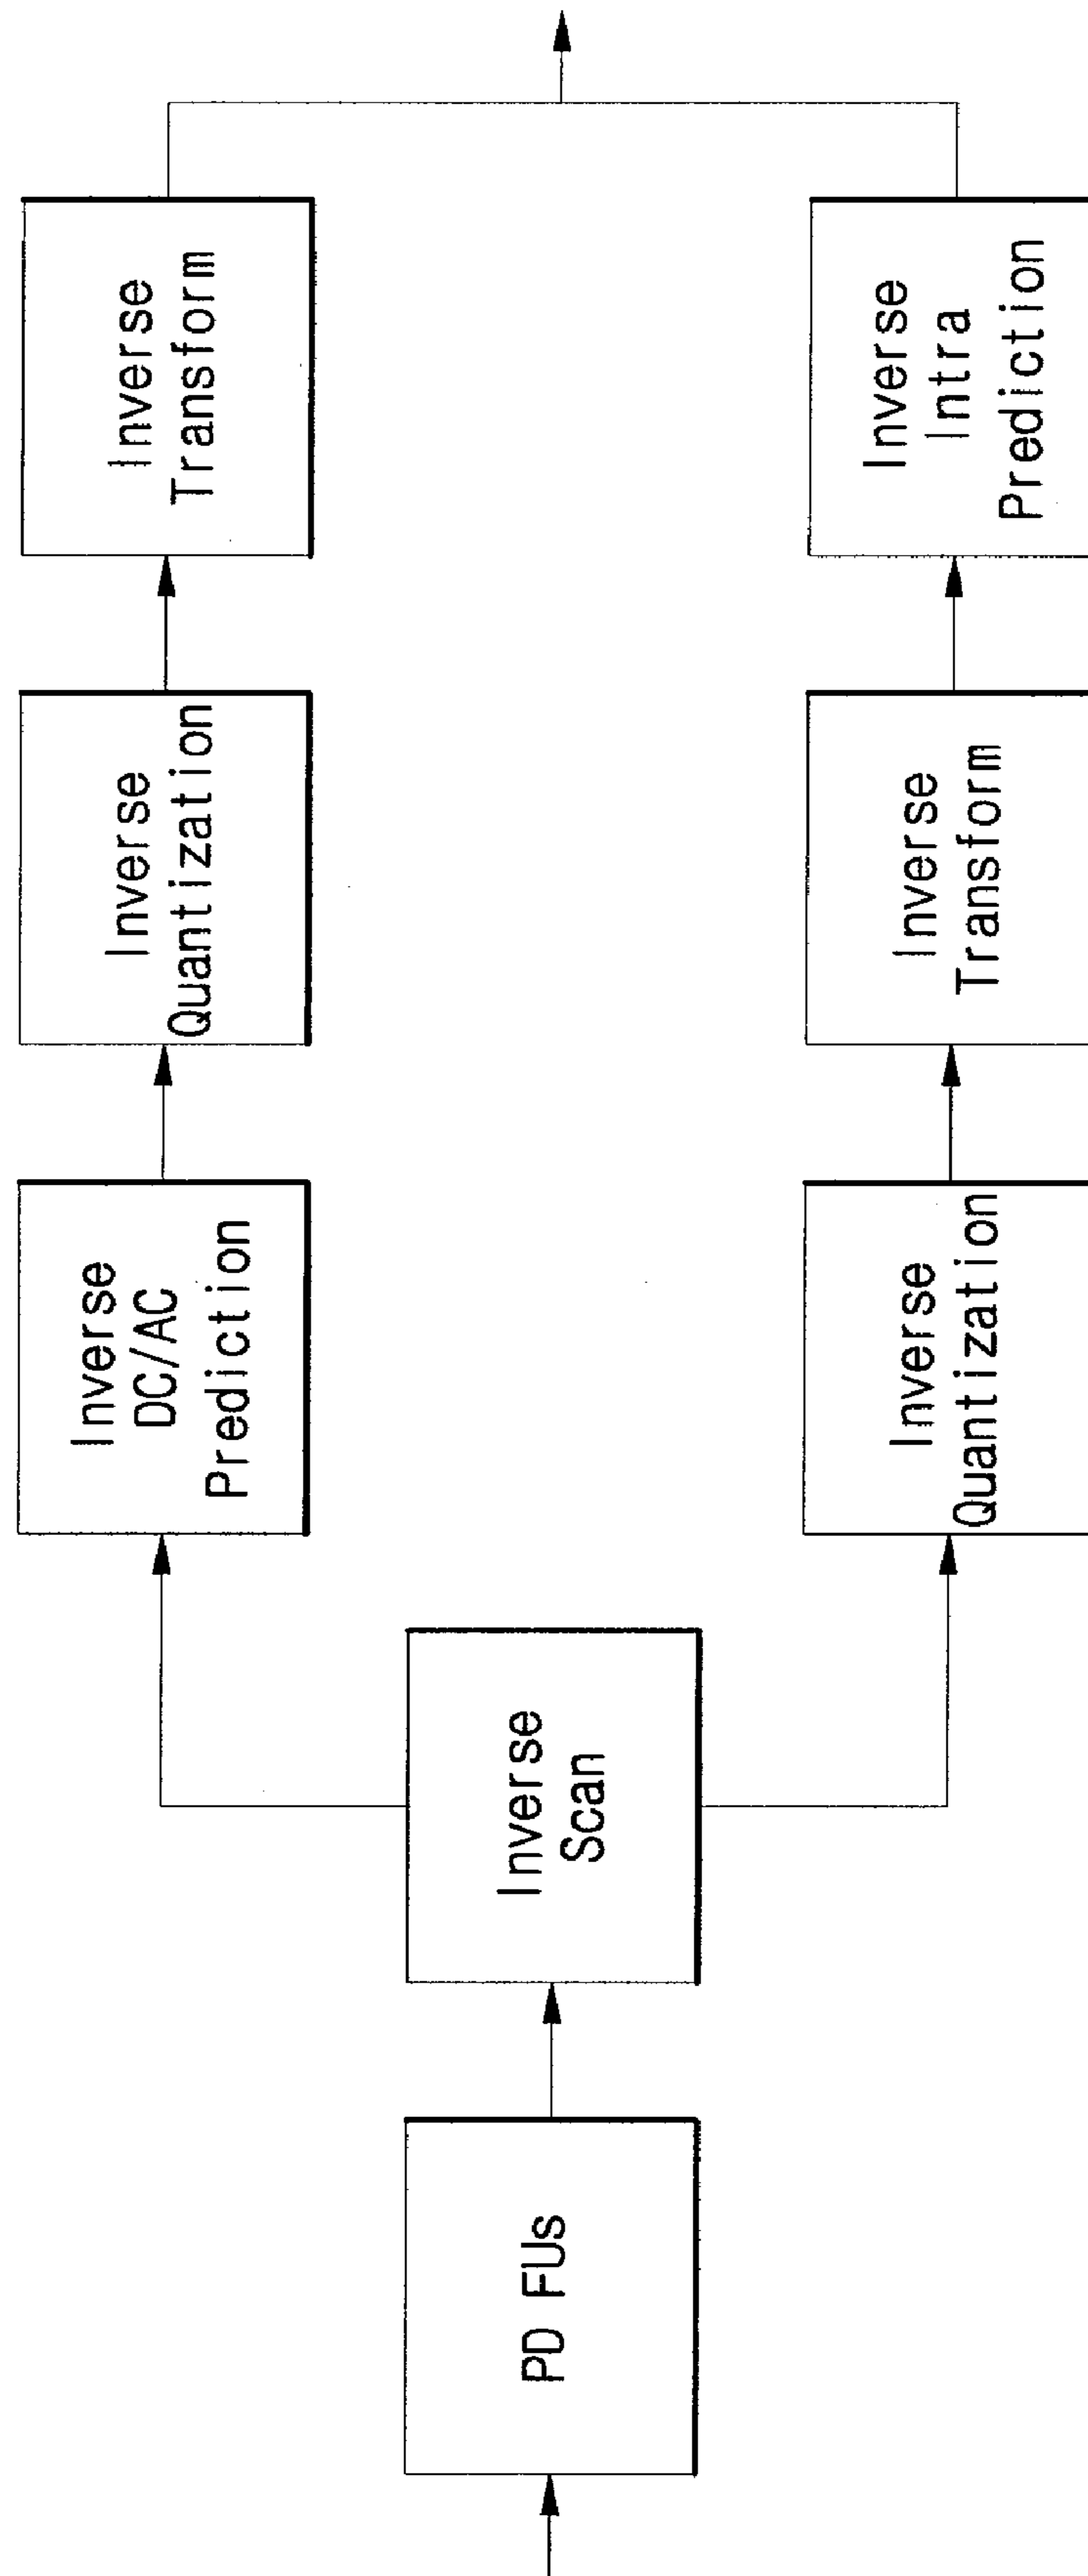 PD FUs
Inverse
Scan
Inverse
DC/AC
Prediction
Inverse
Quantization
Inverse
Transform
Inverse
Quantization
Inverse
Transform
Inverse
Intra
Prediction